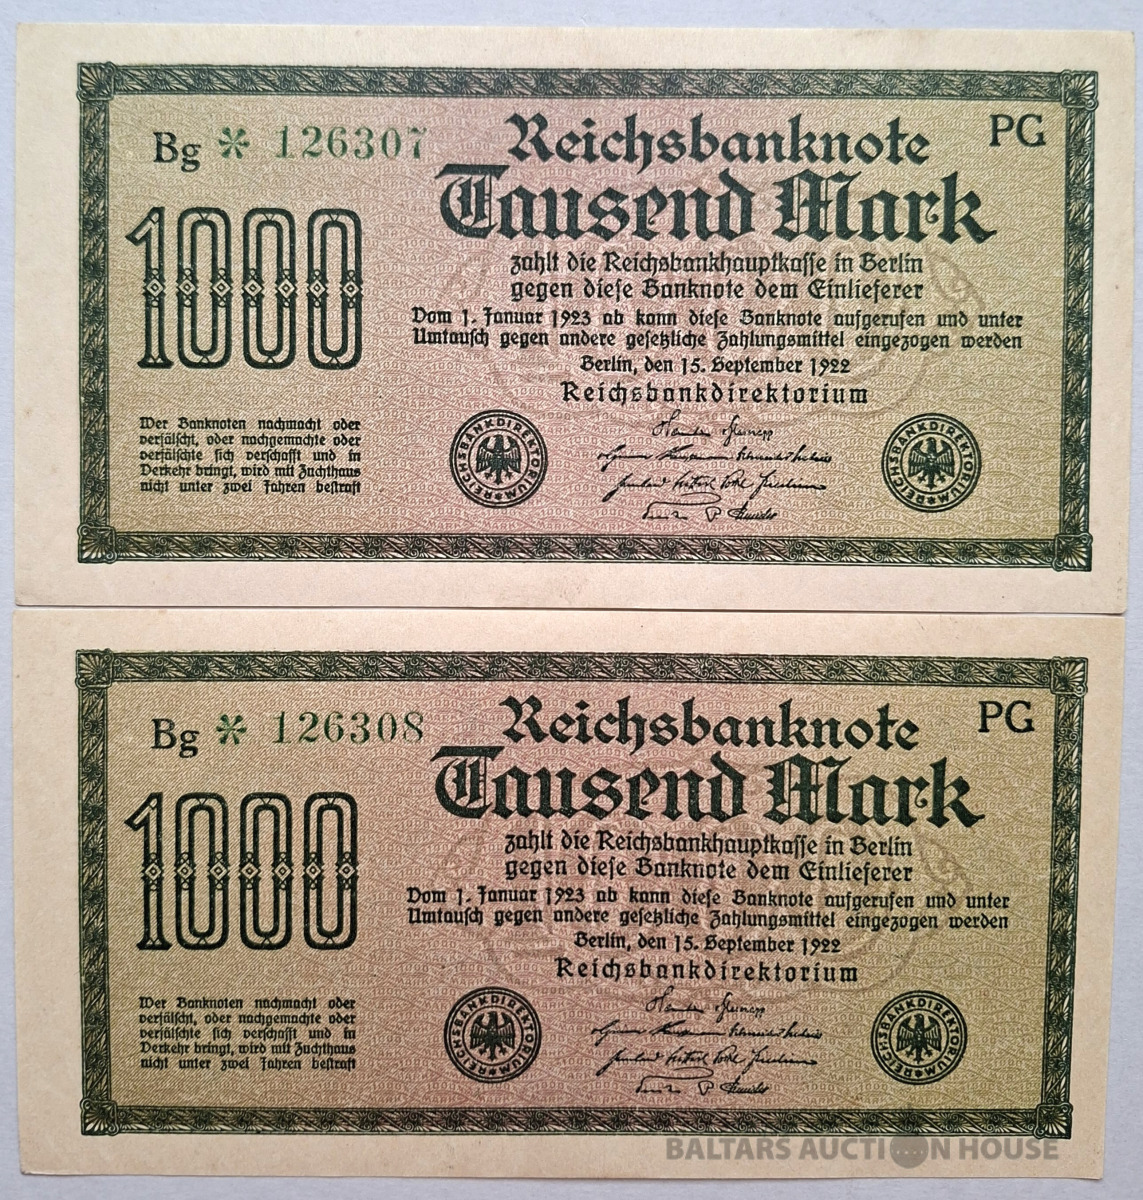 Bg * 126307
Reichsbanknote
PG
Tausend Mark
1000
zahlt die Reichsbankhauptkasse in Berlin
gegen diese Banknote dem Einlieferer
Vom 1. Januar 1923 ab kann diese Banknote aufgerufen und unter
Umtausch gegen andere gesetzliche Zahlungsmittel eingezogen werden
Berlin, den 15. September 1922
Reichsbankdirektorium
Wer Banknoten nachmacht oder
verfälscht, oder nachgemachte oder
verfälschte sich verschafft und in
Verkehr bringt, wird mit Zuchthaus
nicht unter zwei Jahren bestraft
REICHSBANKDIREKTORIUM
REICHSBANKDIREKTORIUM
Bg * 126308
Reichsbanknote
PG
Tausend Mark
1000
zahlt die Reichsbankhauptkasse in Berlin
gegen diese Banknote dem Einlieferer
Vom 1. Januar 1923 ab kann diese Banknote aufgerufen und unter
Umtausch gegen andere gesetzliche Zahlungsmittel eingezogen werden
Berlin, den 15. September 1922
Reichsbankdirektorium
Wer Banknoten nachmacht oder
verfälscht, oder nachgemachte oder
verfälschte sich verschafft und in
Verkehr bringt, wird mit Zuchthaus
nicht unter zwei Jahren bestraft
REICHSBANKDIREKTORIUM
REICHSBANKDIREKTORIUM
BALTARS AUCTION HOUSE